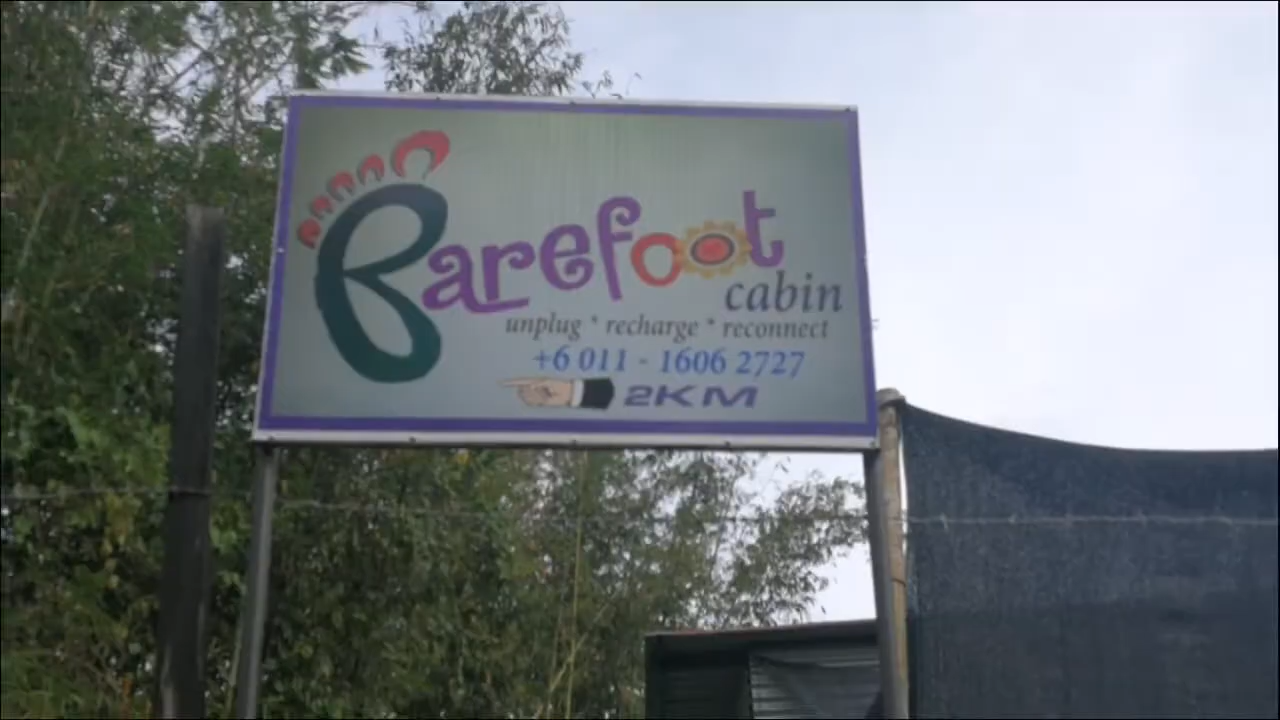 Barefoot
cabin
unplug * recharge * reconnect
+6 011 - 1606 2727
2KM